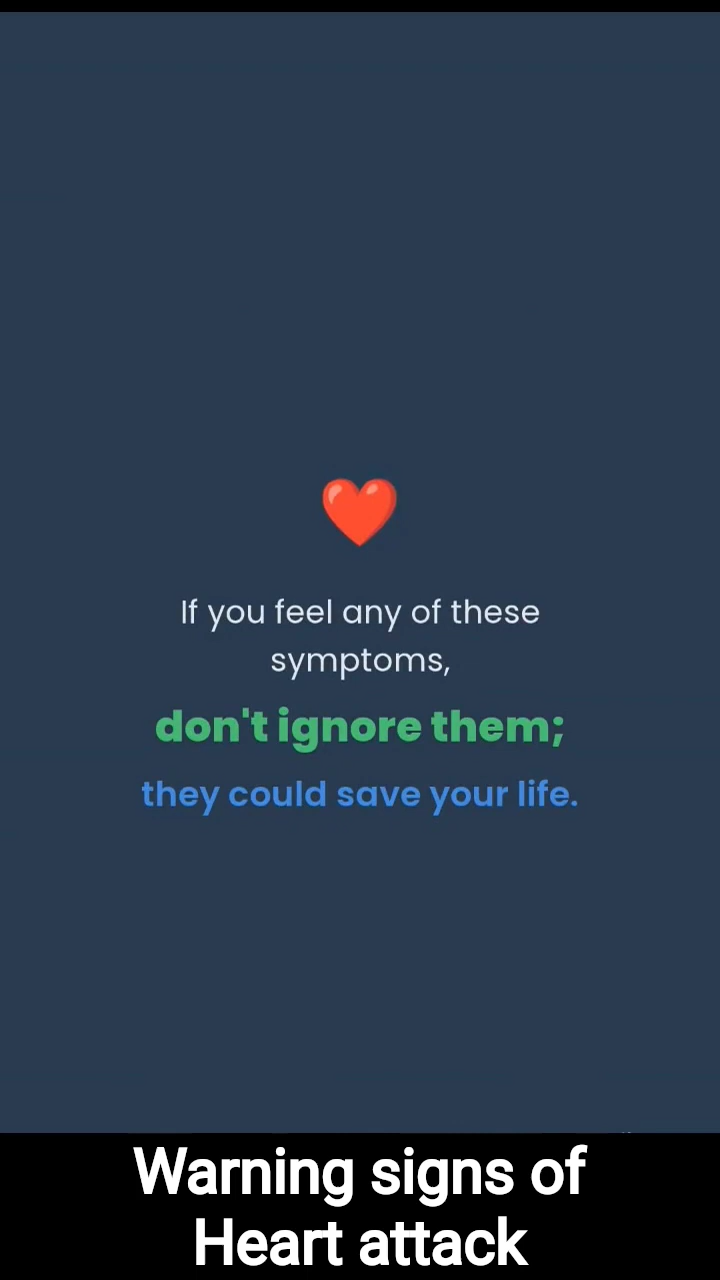 If you feel any of these
symptoms,
don't ignore them;
they could save your life.
Warning signs of
Heart attack